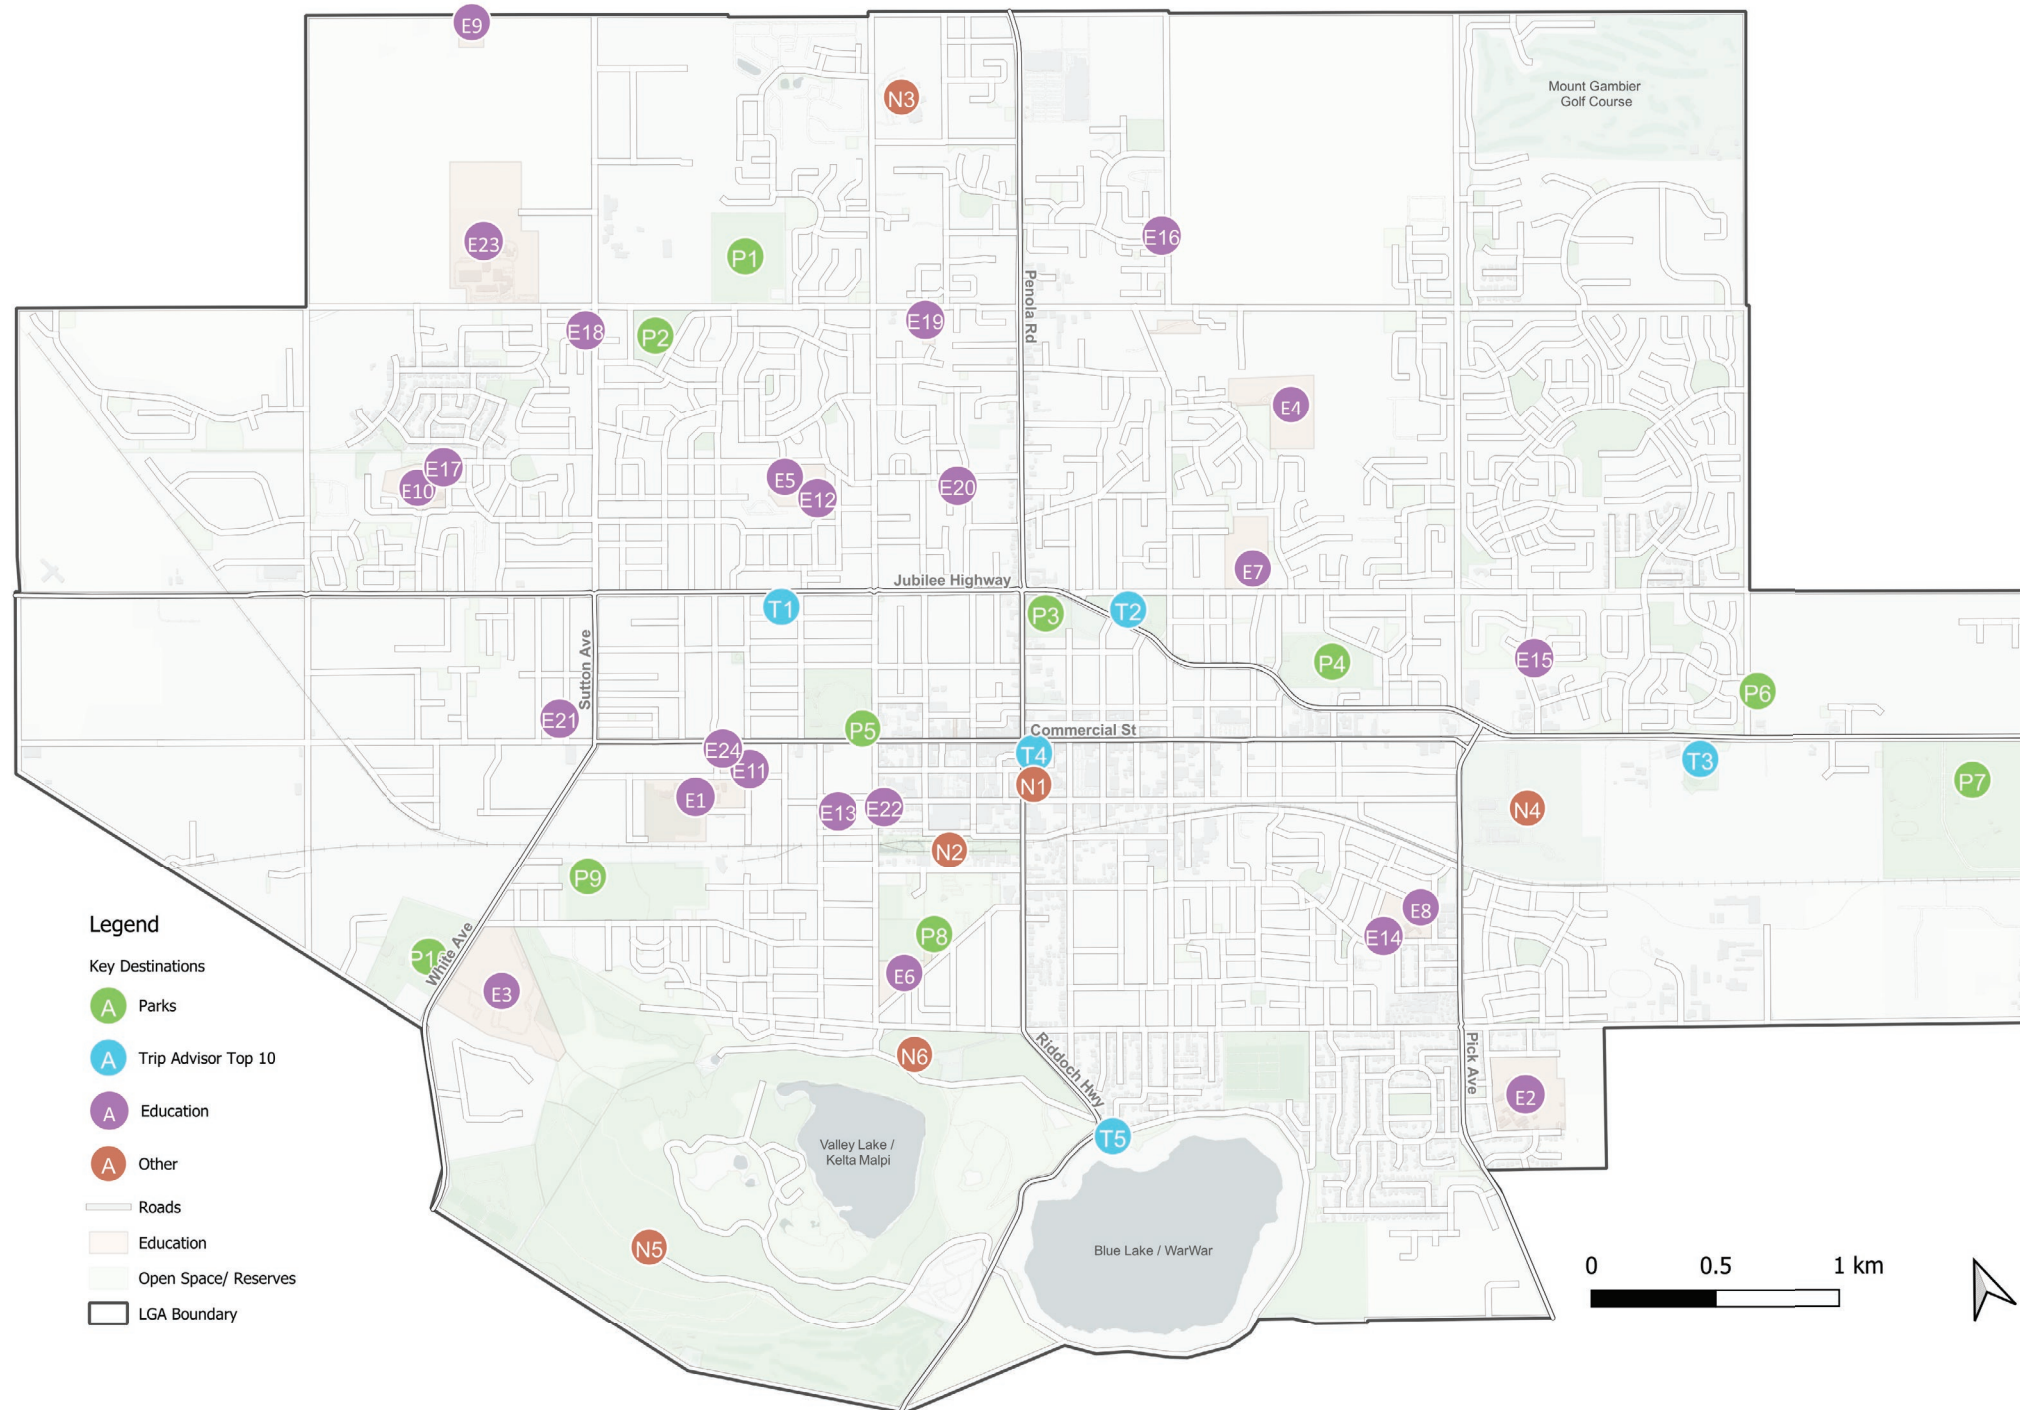 E9
N3
Mount Gambier
Golf Course
E23
P1
E16
Penola Rd
E18
P2
E19
E4
E17
E10
E5
E12
E20
E7
Jubilee Highway
T1
P3
T2
P4
E15
P6
Sutton Ave
E21
P5
Commercial St
E24
E11
T4
T3
P7
E1
N1
E13
E22
N4
N2
P9
E8
P8
E14
White Ave
E6
E3
N6
Riddoch Hwy
Pick Ave
E2
T5
Valley Lake /
Kelta Malpi
N5
Blue Lake / WarWar
Legend
Key Destinations
A Parks
A Trip Advisor Top 10
A Education
A Other
Roads
Education
Open Space/ Reserves
LGA Boundary
0 0.5 1 km